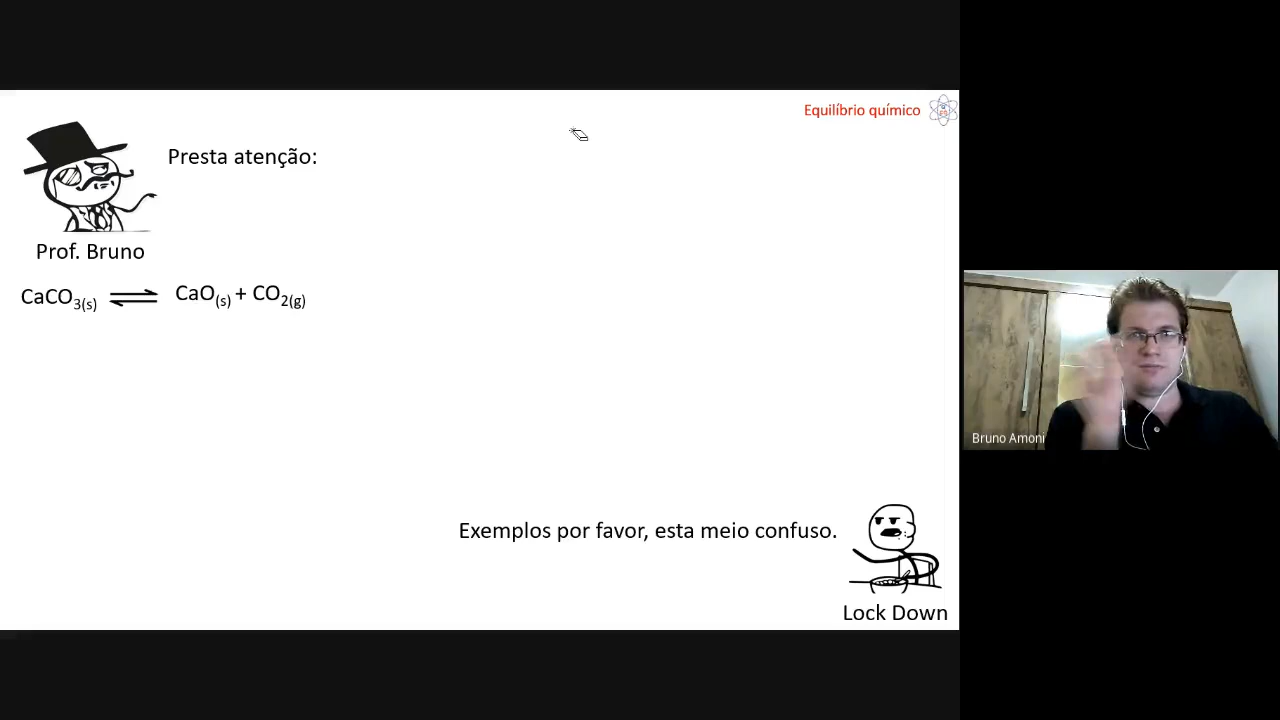 Equilíbrio químico
Presta atenção:
Prof. Bruno
CaCO₃₍s₎ ⇌ CaO₍s₎ + CO₂₍g₎
Bruno Amoni
Exemplos por favor, esta meio confuso.
Lock Down